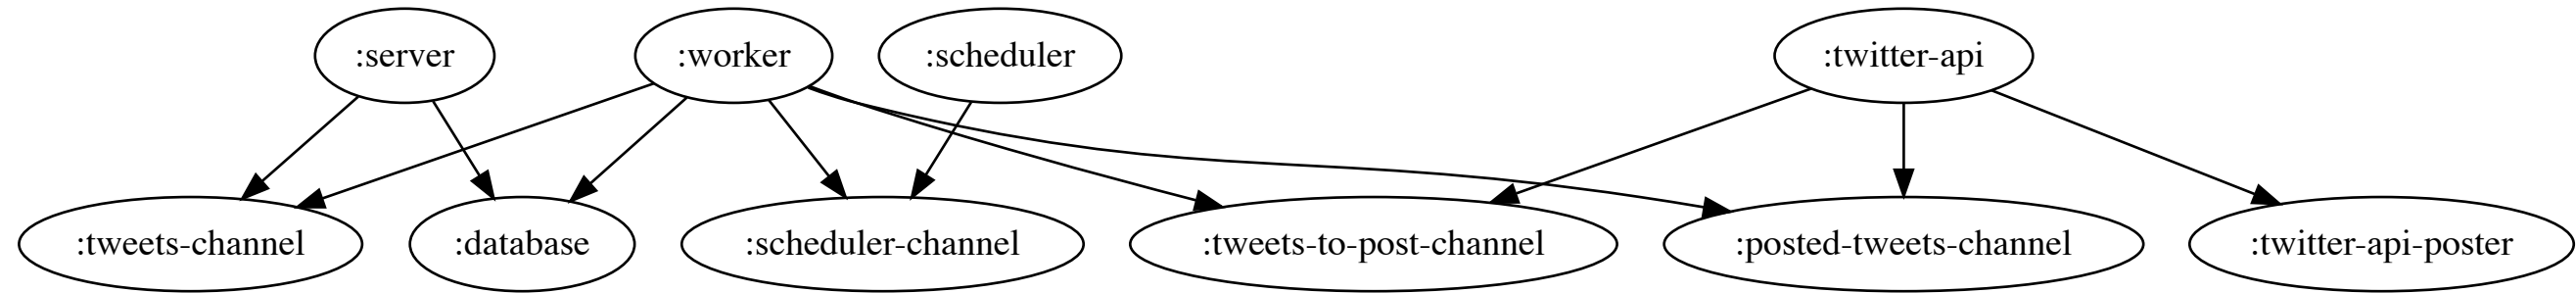 :server
:worker
:scheduler
:twitter-api
:tweets-channel
:database
:scheduler-channel
:tweets-to-post-channel
:posted-tweets-channel
:twitter-api-poster